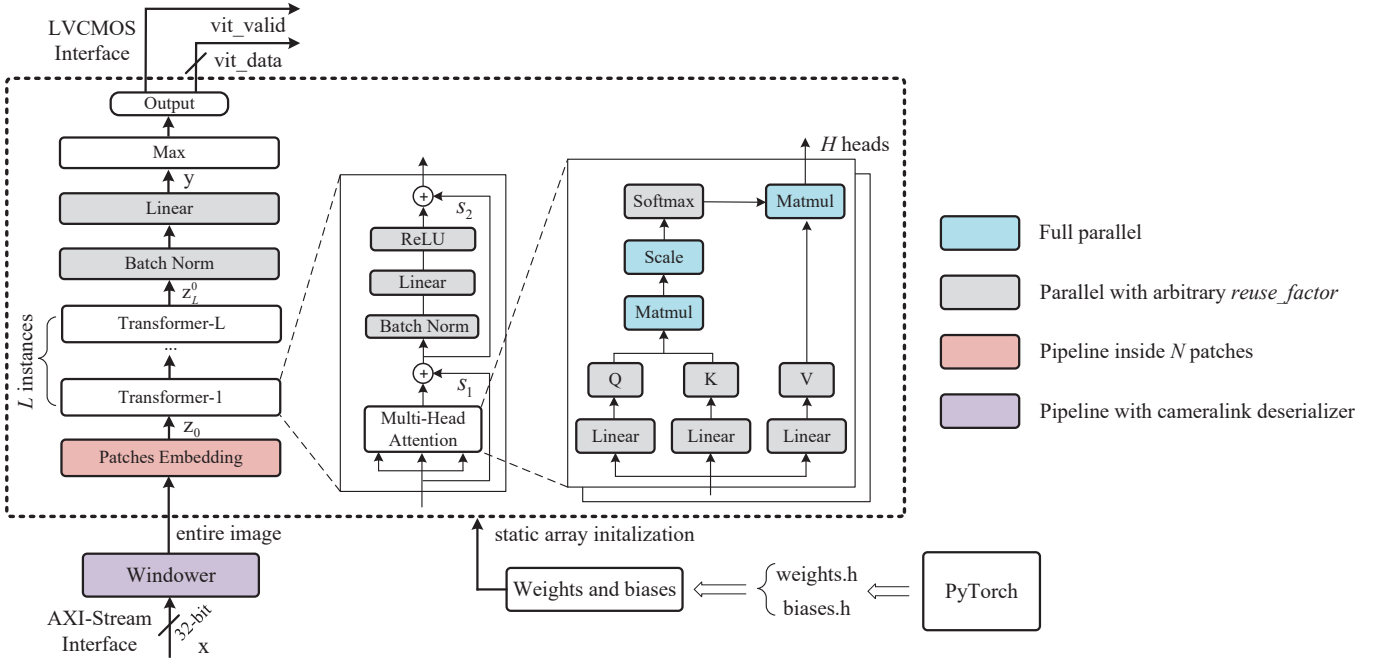 LVCMOS
Interface
vit_valid
vit_data
Output
Max
y
Linear
Batch Norm
z_L^0
Transformer-L
...
L instances
Transformer-1
z_0
Patches Embedding
entire image
Windower
AXI-Stream
Interface
32-bit
x
+
s_2
ReLU
Linear
Batch Norm
+
s_1
Multi-Head
Attention
H heads
Softmax
Matmul
Scale
Matmul
Q
K
V
Linear
Linear
Linear
Full parallel
Parallel with arbitrary reuse_factor
Pipeline inside N patches
Pipeline with cameralink deserializer
static array initalization
Weights and biases
weights.h
biases.h
PyTorch